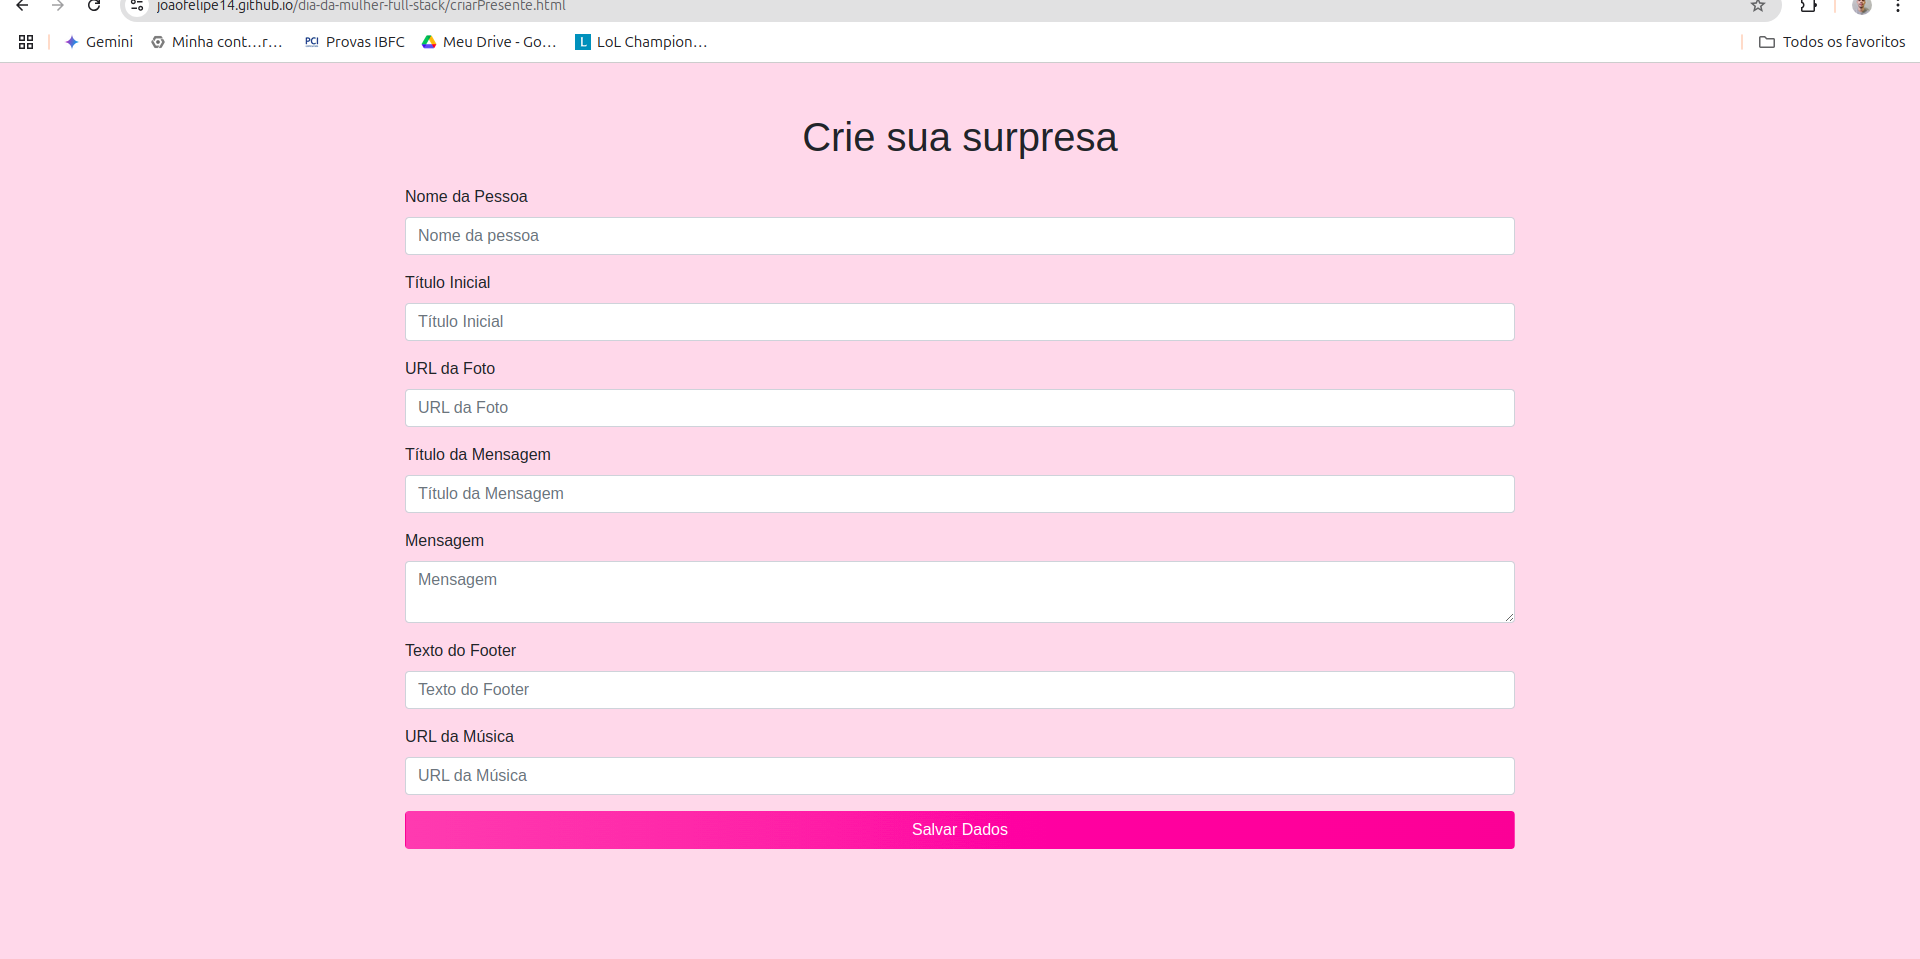 joaofelipe14.github.io/dia-da-mulher-full-stack/criarPresente.html
Gemini Minha cont...r... PCI Provas IBFC Meu Drive - Go... L LoL Champion... Todos os favoritos
Crie sua surpresa
Nome da Pessoa
Nome da pessoa
Título Inicial
Título Inicial
URL da Foto
URL da Foto
Título da Mensagem
Título da Mensagem
Mensagem
Mensagem
Texto do Footer
Texto do Footer
URL da Música
URL da Música
Salvar Dados